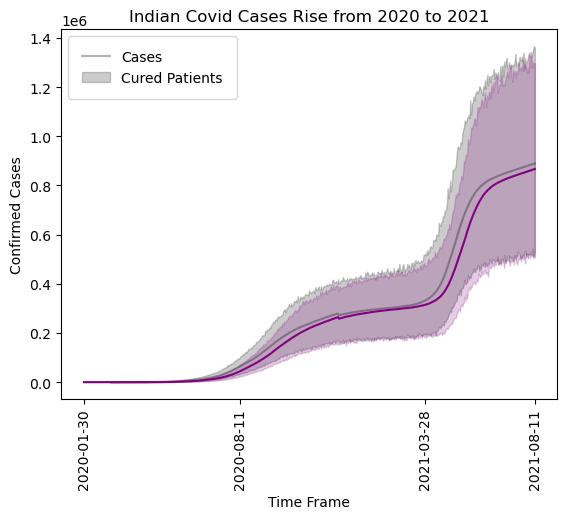 Indian Covid Cases Rise from 2020 to 2021
1e6
Cases
Cured Patients
1.4
1.2
1.0
0.8
0.6
0.4
0.2
0.0
Confirmed Cases
2020-01-30
2020-08-11
2021-03-28
2021-08-11
Time Frame